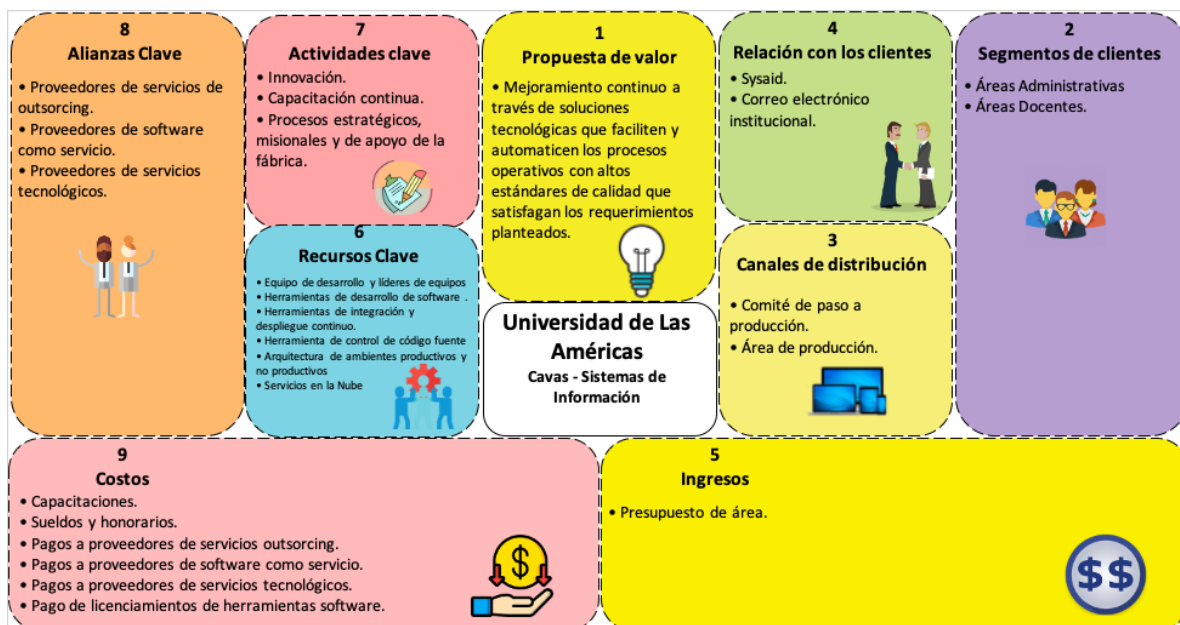 8
Alianzas Clave
• Proveedores de servicios de
outsorcing.
• Proveedores de software
como servicio.
• Proveedores de servicios
tecnológicos.
7
Actividades clave
• Innovación.
• Capacitación continua.
• Procesos estratégicos,
misionales y de apoyo de la
fábrica.
6
Recursos Clave
• Equipo de desarrollo y líderes de equipos
• Herramientas de desarrollo de software .
• Herramientas de integración y
despliegue continuo.
• Herramienta de control de código fuente
• Arquitectura de ambientes productivos y
no productivos
• Servicios en la Nube
1
Propuesta de valor
• Mejoramiento continuo a
través de soluciones
tecnológicas que faciliten y
automaticen los procesos
operativos con altos
estándares de calidad que
satisfagan los requerimientos
planteados.
Universidad de Las
Américas
Cavas - Sistemas de
Información
4
Relación con los clientes
• Sysaid.
• Correo electrónico
institucional.
3
Canales de distribución
• Comité de paso a
producción.
• Área de producción.
2
Segmentos de clientes
• Áreas Administrativas
• Áreas Docentes.
9
Costos
• Capacitaciones.
• Sueldos y honorarios.
• Pagos a proveedores de servicios outsorcing.
• Pagos a proveedores de software como servicio.
• Pagos a proveedores de servicios tecnológicos.
• Pago de licenciamientos de herramientas software.
$
5
Ingresos
• Presupuesto de área.
$$